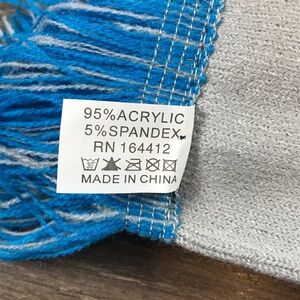 95%ACRYLIC
5%SPANDEX
RN 164412
MADE IN CHINA